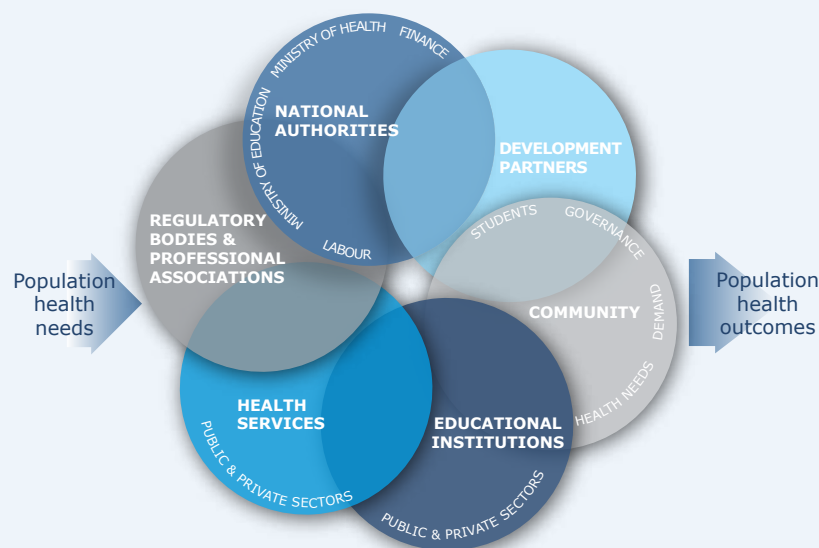 MINISTRY OF EDUCATION
MINISTRY OF HEALTH
FINANCE
NATIONAL
AUTHORITIES
MINISTRY OF
LABOUR
DEVELOPMENT
PARTNERS
REGULATORY
BODIES &
PROFESSIONAL
ASSOCIATIONS
STUDENTS
GOVERNANCE
DEMAND
HEALTH NEEDS
COMMUNITY
Population
health
needs
Population
health
outcomes
HEALTH
SERVICES
PUBLIC & PRIVATE SECTORS
EDUCATIONAL
INSTITUTIONS
PUBLIC & PRIVATE SECTORS